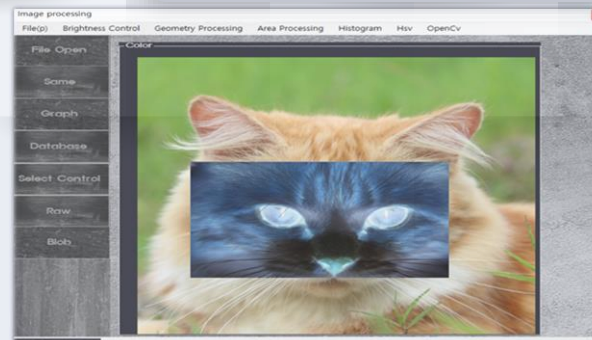 Image processing
File(p) Brightness Control Geometry Processing Area Processing Histogram Hsv OpenCv
File Open
Color
Same
Graph
Database
Select Control
Raw
Blob